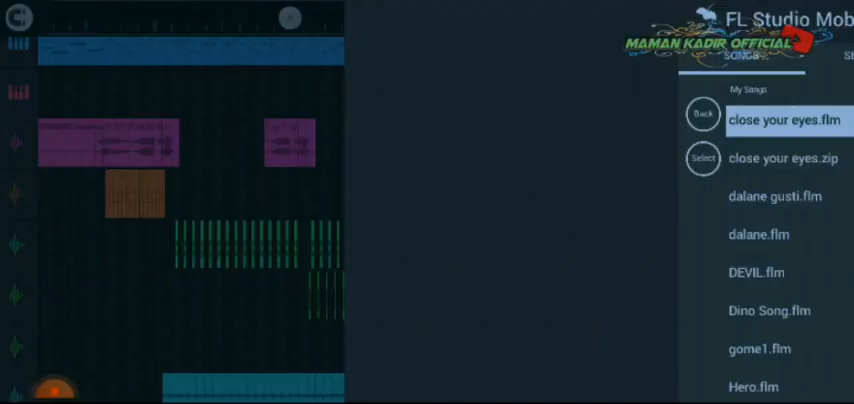 FL Studio Mob
MAMAN KADIR OFFICIAL
SONGS
SE
My Songs
Back
close your eyes.flm
Select
close your eyes.zip
dalane gusti.flm
dalane.flm
DEVIL.flm
Dino Song.flm
gome1.flm
Hero.flm